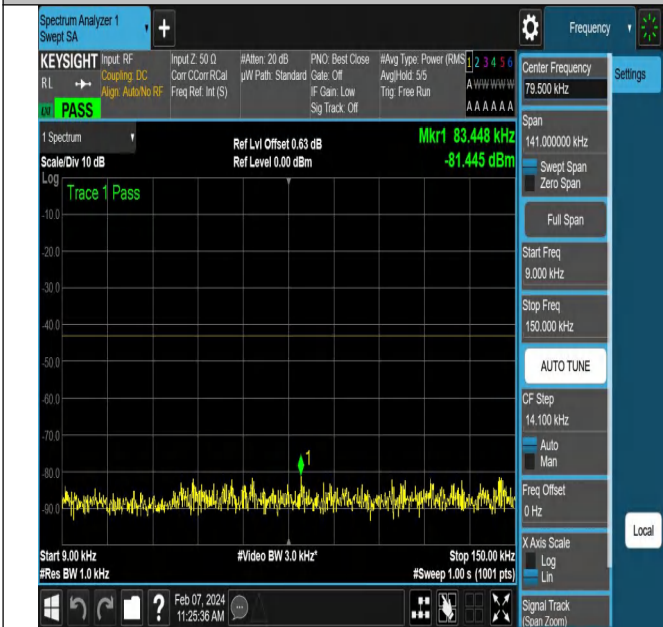 Spectrum Analyzer 1
Swept SA
+
Frequency
KEYSIGHT
RL
PASS
Input: RF
Coupling: DC
Align: Auto/No RF
Input Z: 50 Ω
Corr CCorr RCal
Freq Ref: Int (S)
#Atten: 20 dB
µW Path: Standard
PNO: Best Close
Gate: Off
IF Gain: Low
Sig Track: Off
#Avg Type: Power (RMS
Avg|Hold: 5/5
Trig: Free Run
1 2 3 4 5 6
A W W W W W
A A A A A A
1 Spectrum
Scale/Div 10 dB
Ref Lvl Offset 0.63 dB
Ref Level 0.00 dBm
Mkr1 83.448 kHz
-81.445 dBm
Log
Trace 1 Pass
-10.0
-20.0
-30.0
-40.0
-50.0
-60.0
-70.0
-80.0
-90.0
1
Start 9.00 kHz
#Res BW 1.0 kHz
#Video BW 3.0 kHz*
Stop 150.00 kHz
#Sweep 1.00 s (1001 pts)
?
Feb 07, 2024
11:25:36 AM
Center Frequency
79.500 kHz
Settings
Span
141.000000 kHz
Swept Span
Zero Span
Full Span
Start Freq
9.000 kHz
Stop Freq
150.000 kHz
AUTO TUNE
CF Step
14.100 kHz
Auto
Man
Freq Offset
0 Hz
X Axis Scale
Log
Lin
Local
Signal Track
(Span Zoom)